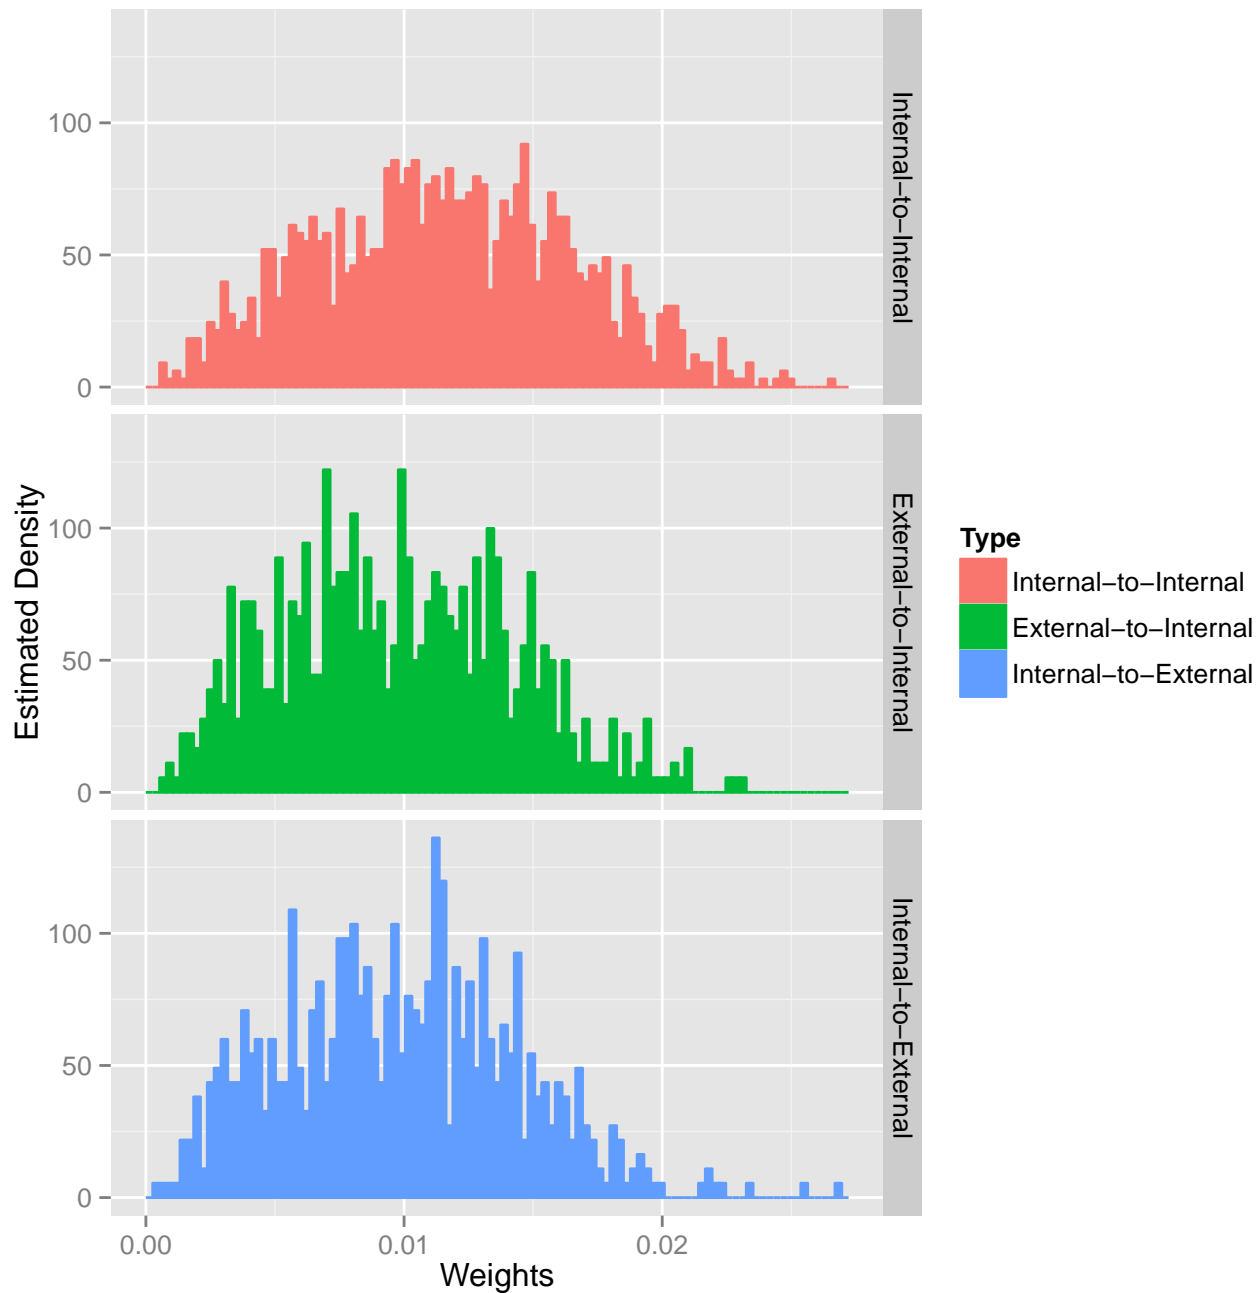 Estimated Density
100
50
0
Internal−to−Internal
100
50
0
External−to−Internal
100
50
0
Internal−to−External
0.00
0.01
0.02
Weights
Type
Internal−to−Internal
External−to−Internal
Internal−to−External